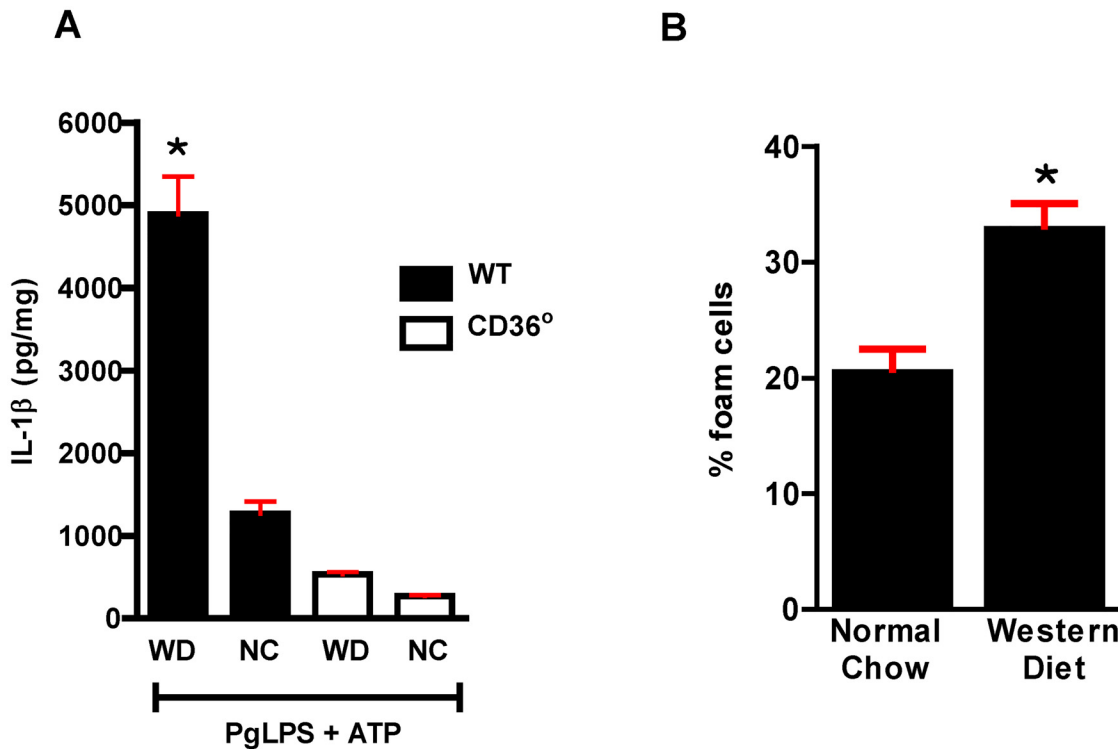 A
6000
5000
4000
3000
2000
1000
0
IL-1β (pg/mg)
*
WT
CD36º
WD NC WD NC
PgLPS + ATP
B
40
30
20
10
0
% foam cells
*
Normal Western
Chow Diet